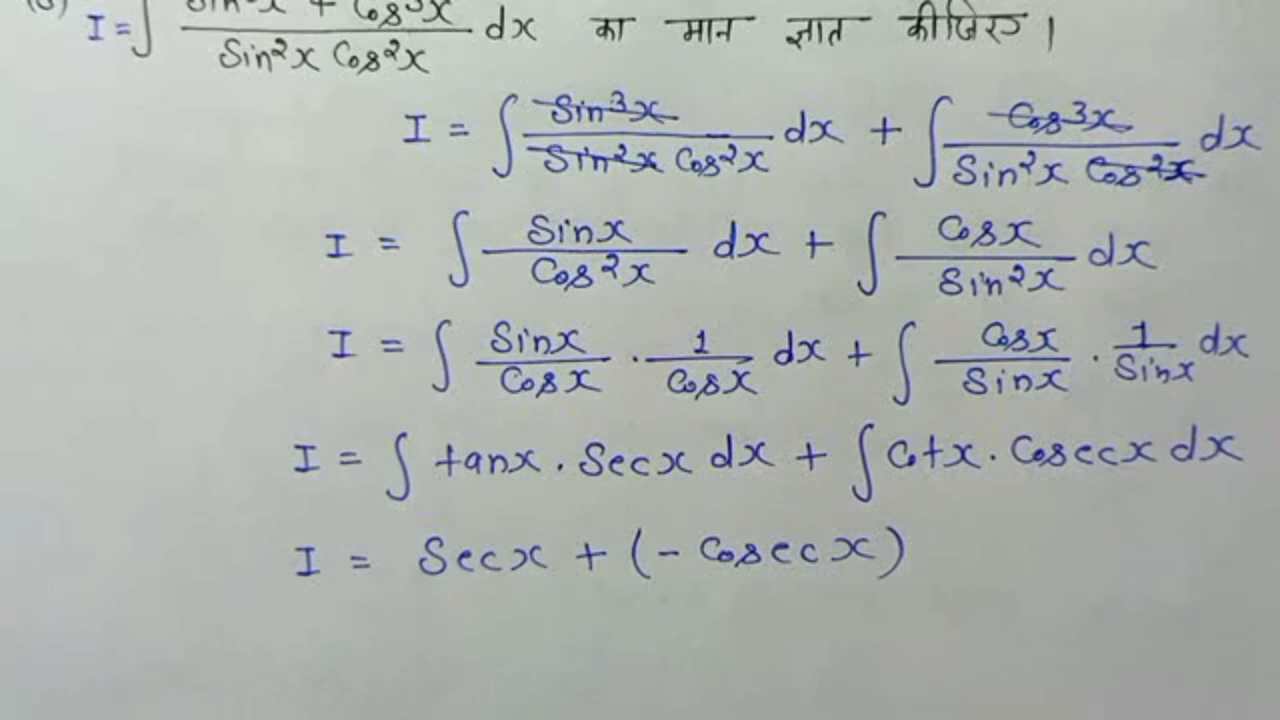 I = ∫ Sin³x + Cos³x / Sin²x Cos²x dx का मान ज्ञात कीजिए।
I = ∫ Sin³x / Sin²x Cos²x dx + ∫ Cos³x / Sin²x Cos²x dx
I = ∫ Sinx / Cos²x dx + ∫ Cosx / Sin²x dx
I = ∫ Sinx / Cosx . 1 / Cosx dx + ∫ Cosx / Sinx . 1 / Sinx dx
I = ∫ tanx . Secx dx + ∫ Cotx . Cosecx dx
I = Secx + (- Cosecx)